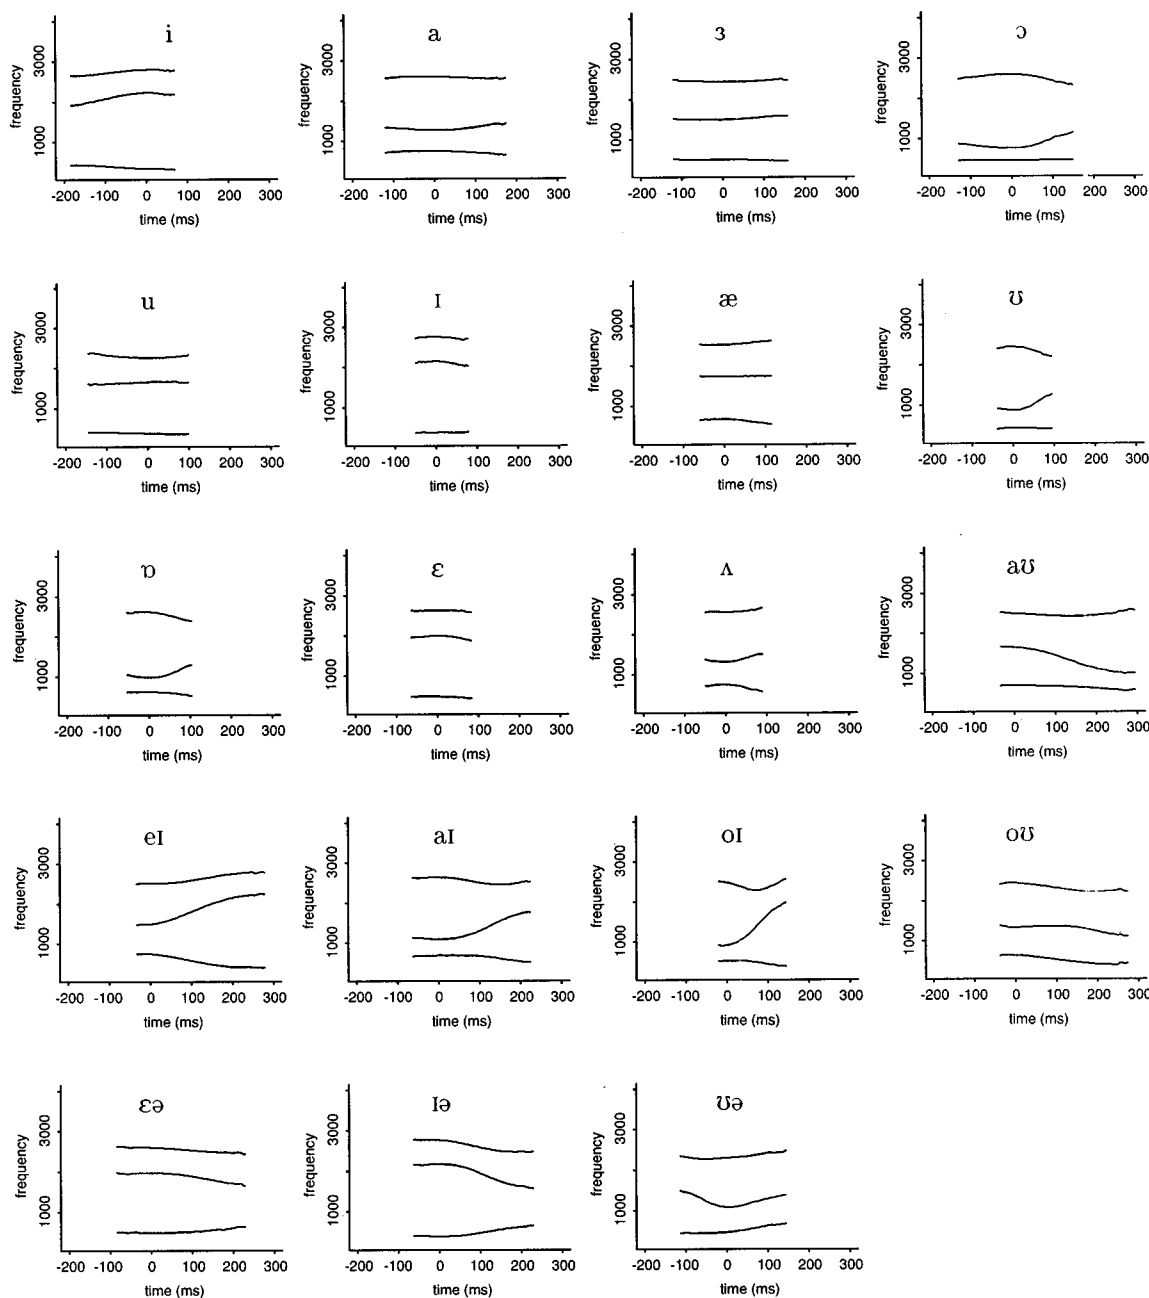 i a ɜ ɔ
frequency 1000 3000 frequency 1000 3000 frequency 1000 3000 frequency 1000 3000
-200 -100 0 100 200 300 -200 -100 0 100 200 300 -200 -100 0 100 200 300 -200 -100 0 100 200 300
time (ms) time (ms) time (ms) time (ms)
u ɪ æ ʊ
frequency 1000 3000 frequency 1000 3000 frequency 1000 3000 frequency 1000 3000
-200 -100 0 100 200 300 -200 -100 0 100 200 300 -200 -100 0 100 200 300 -200 -100 0 100 200 300
time (ms) time (ms) time (ms) time (ms)
ɒ ɛ ʌ aʊ
frequency 1000 3000 frequency 1000 3000 frequency 1000 3000 frequency 1000 3000
-200 -100 0 100 200 300 -200 -100 0 100 200 300 -200 -100 0 100 200 300 -200 -100 0 100 200 300
time (ms) time (ms) time (ms) time (ms)
eɪ aɪ oɪ oʊ
frequency 1000 3000 frequency 1000 3000 frequency 1000 3000 frequency 1000 3000
-200 -100 0 100 200 300 -200 -100 0 100 200 300 -200 -100 0 100 200 300 -200 -100 0 100 200 300
time (ms) time (ms) time (ms) time (ms)
ɛə ɪə ʊə
frequency 1000 3000 frequency 1000 3000 frequency 1000 3000
-200 -100 0 100 200 300 -200 -100 0 100 200 300 -200 -100 0 100 200 300
time (ms) time (ms) time (ms)